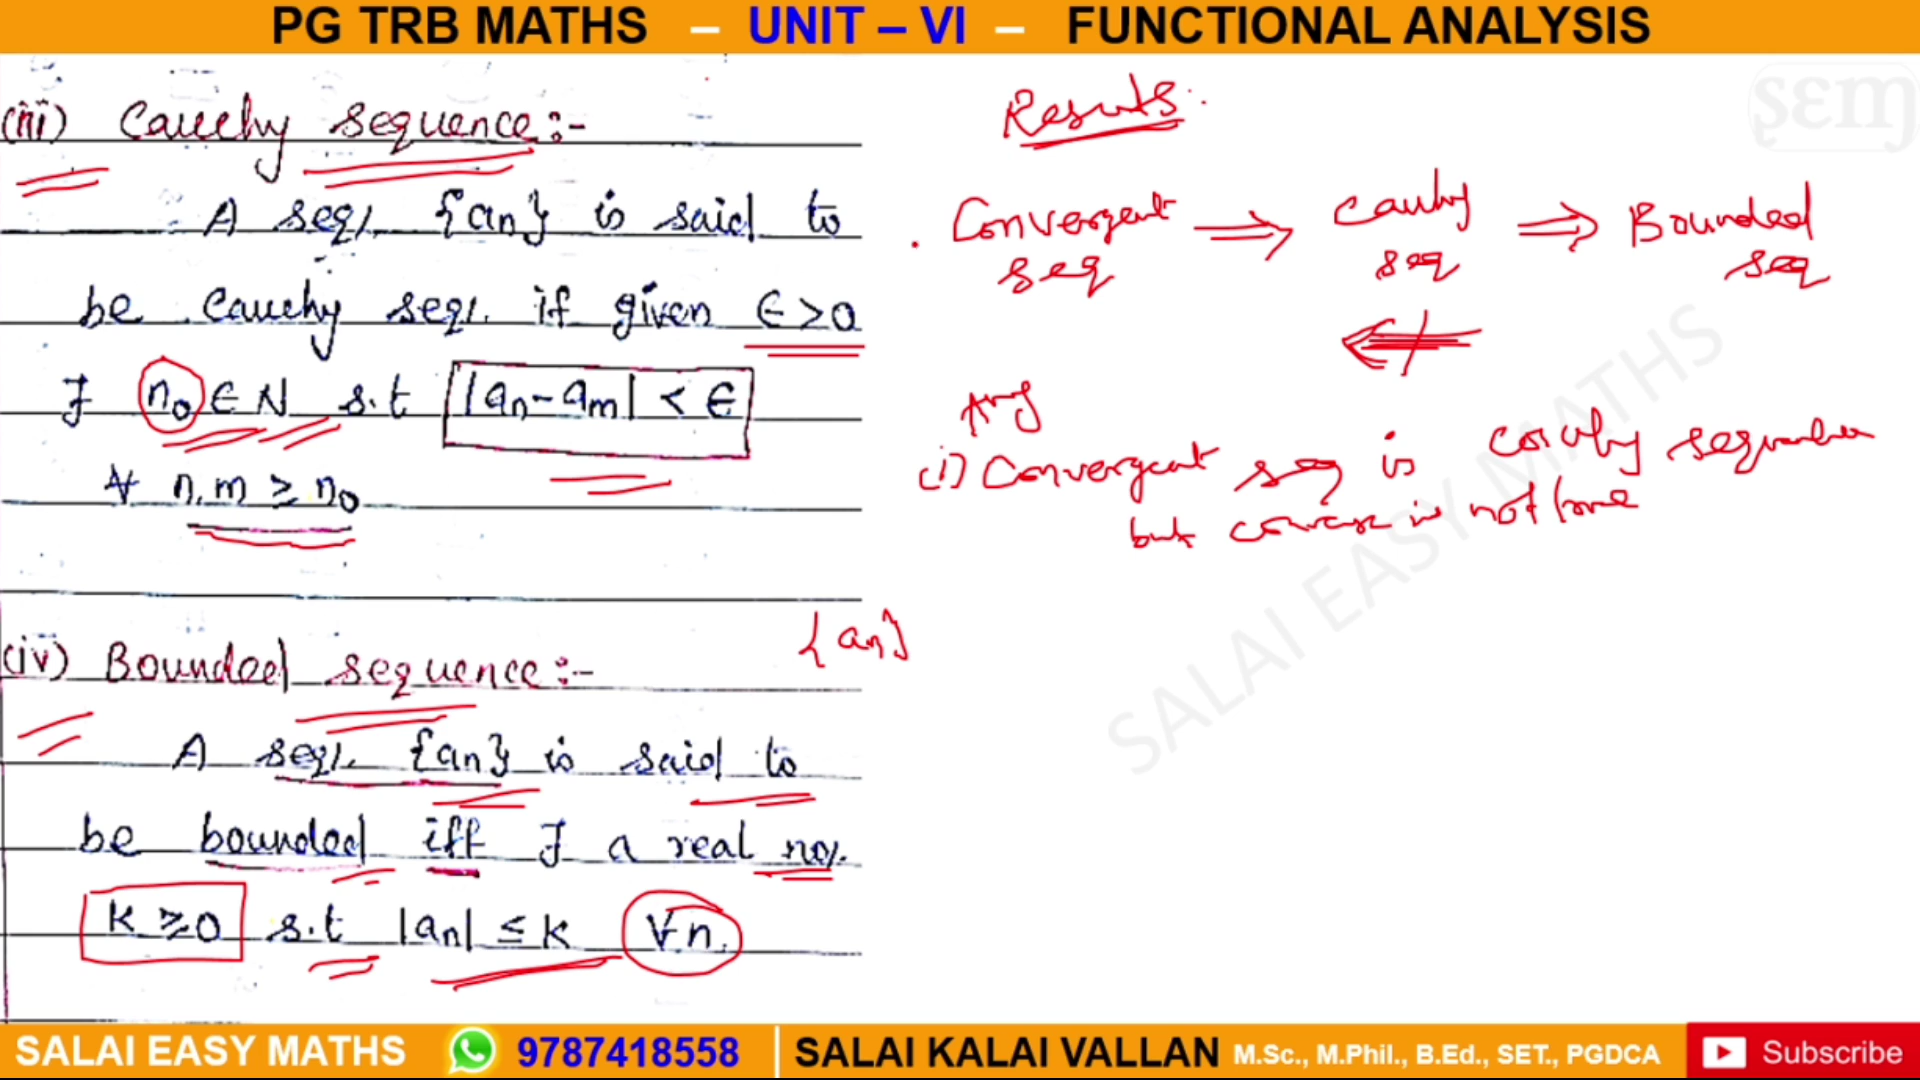 PG TRB MATHS – UNIT – VI – FUNCTIONAL ANALYSIS
sem
(iii) Cauchy sequence:-
A seq. {an} is said to
be Cauchy seq. if given ∈>0
∃ n₀∈N s.t |an-am| < ∈
∀ n,m ≥ n₀
(iv) Bounded sequence:-
{an}
A seq. {an} is said to
be bounded iff ∃ a real no.
K ≥0 s.t |an| ≤ K ∀n.
Results:
Convergent seq ⇒ Cauchy seq ⇒ Bounded seq
⇍
Any
(i) Convergent seq is cauchy sequence
but converse is not true
SALAI EASY MATHS
SALAI EASY MATHS 9787418558 | SALAI KALAI VALLAN M.Sc., M.Phil., B.Ed., SET., PGDCA Subscribe